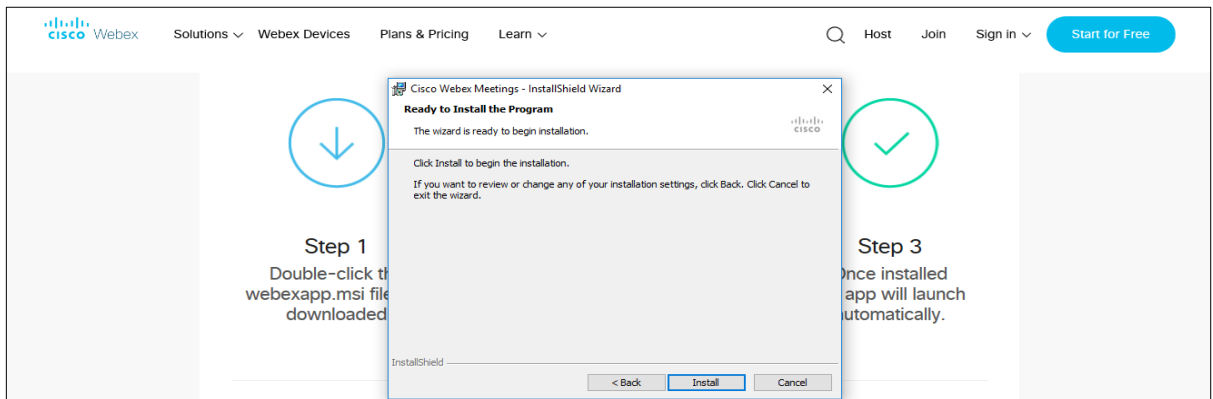 CISCO Webex Solutions Webex Devices Plans & Pricing Learn Host Join Sign in Start for Free
Cisco Webex Meetings - InstallShield Wizard
Ready to Install the Program
The wizard is ready to begin installation.
CISCO
Click Install to begin the installation.
If you want to review or change any of your installation settings, click Back. Click Cancel to
exit the wizard.
InstallShield
< Back Install Cancel
Step 1
Double-click
webexapp.msi
downloaded
Step 3
installed
app will launch
automatically.